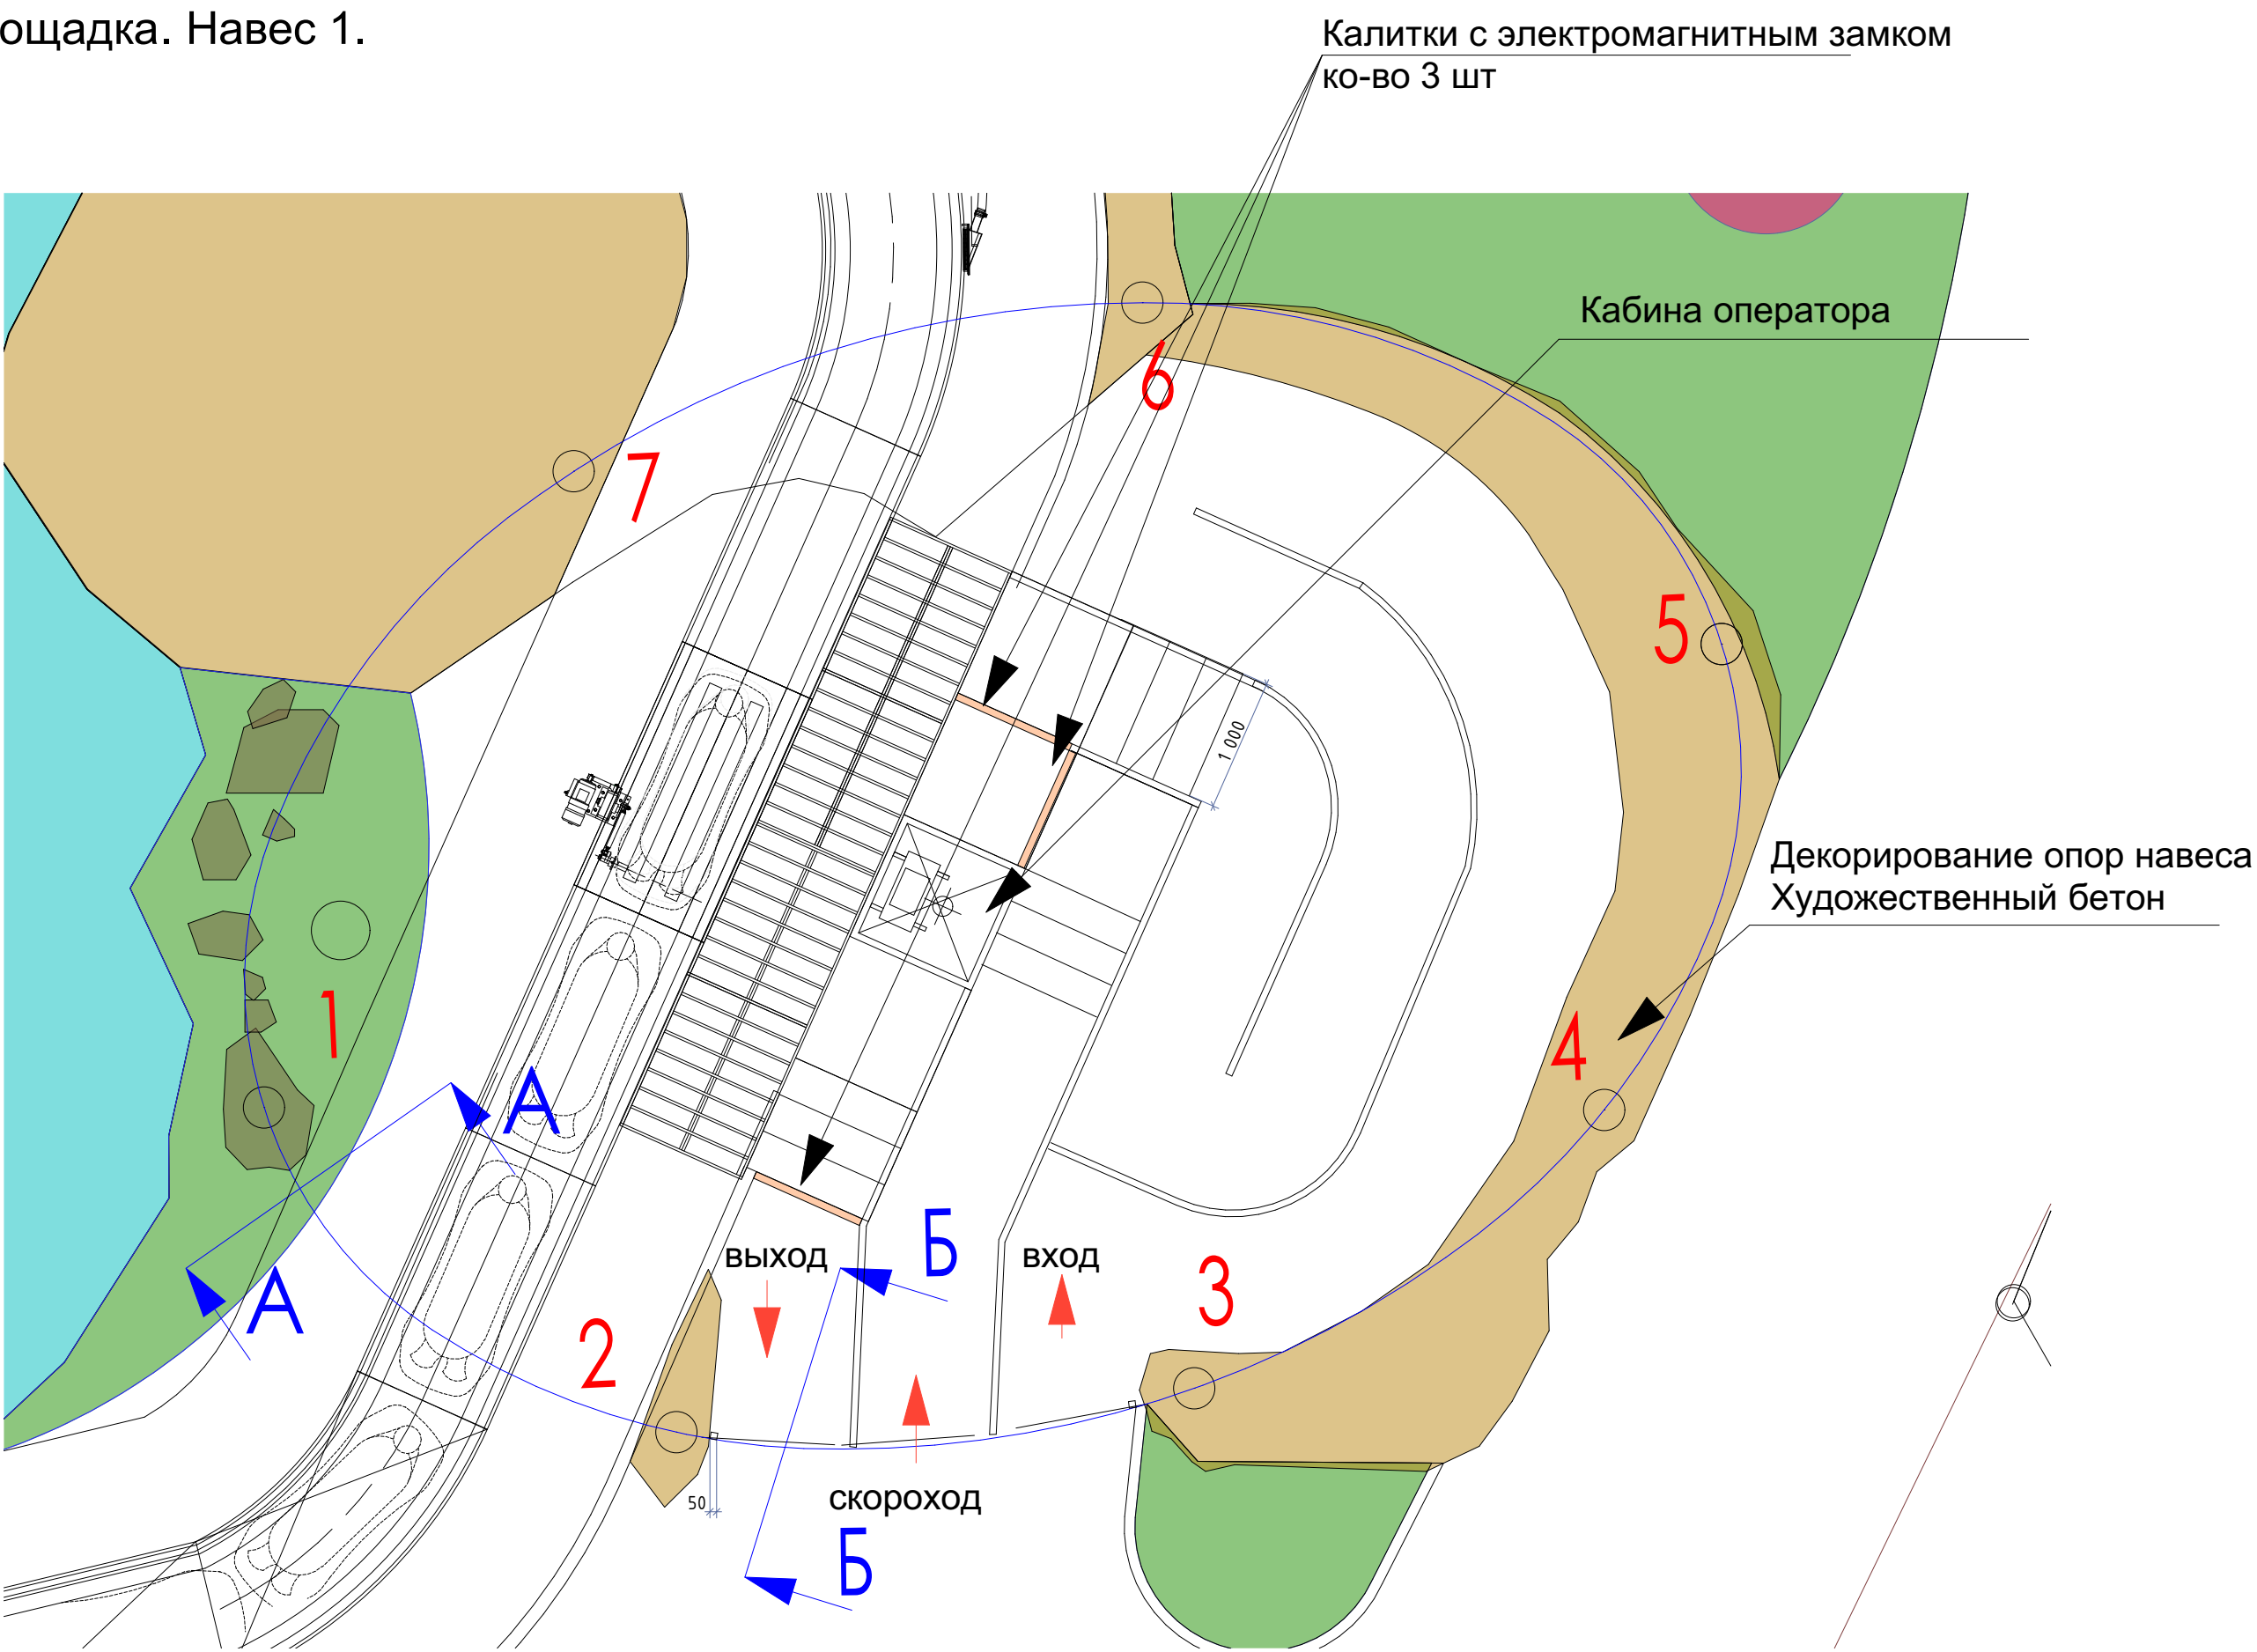 ощадка. Навес 1.
Калитки с электромагнитным замком
ко-во 3 шт
Кабина оператора
6
7
5
1 000
Декорирование опор навеса
Художественный бетон
1
4
А
А
выход
Б
вход
3
2
50
скороход
Б